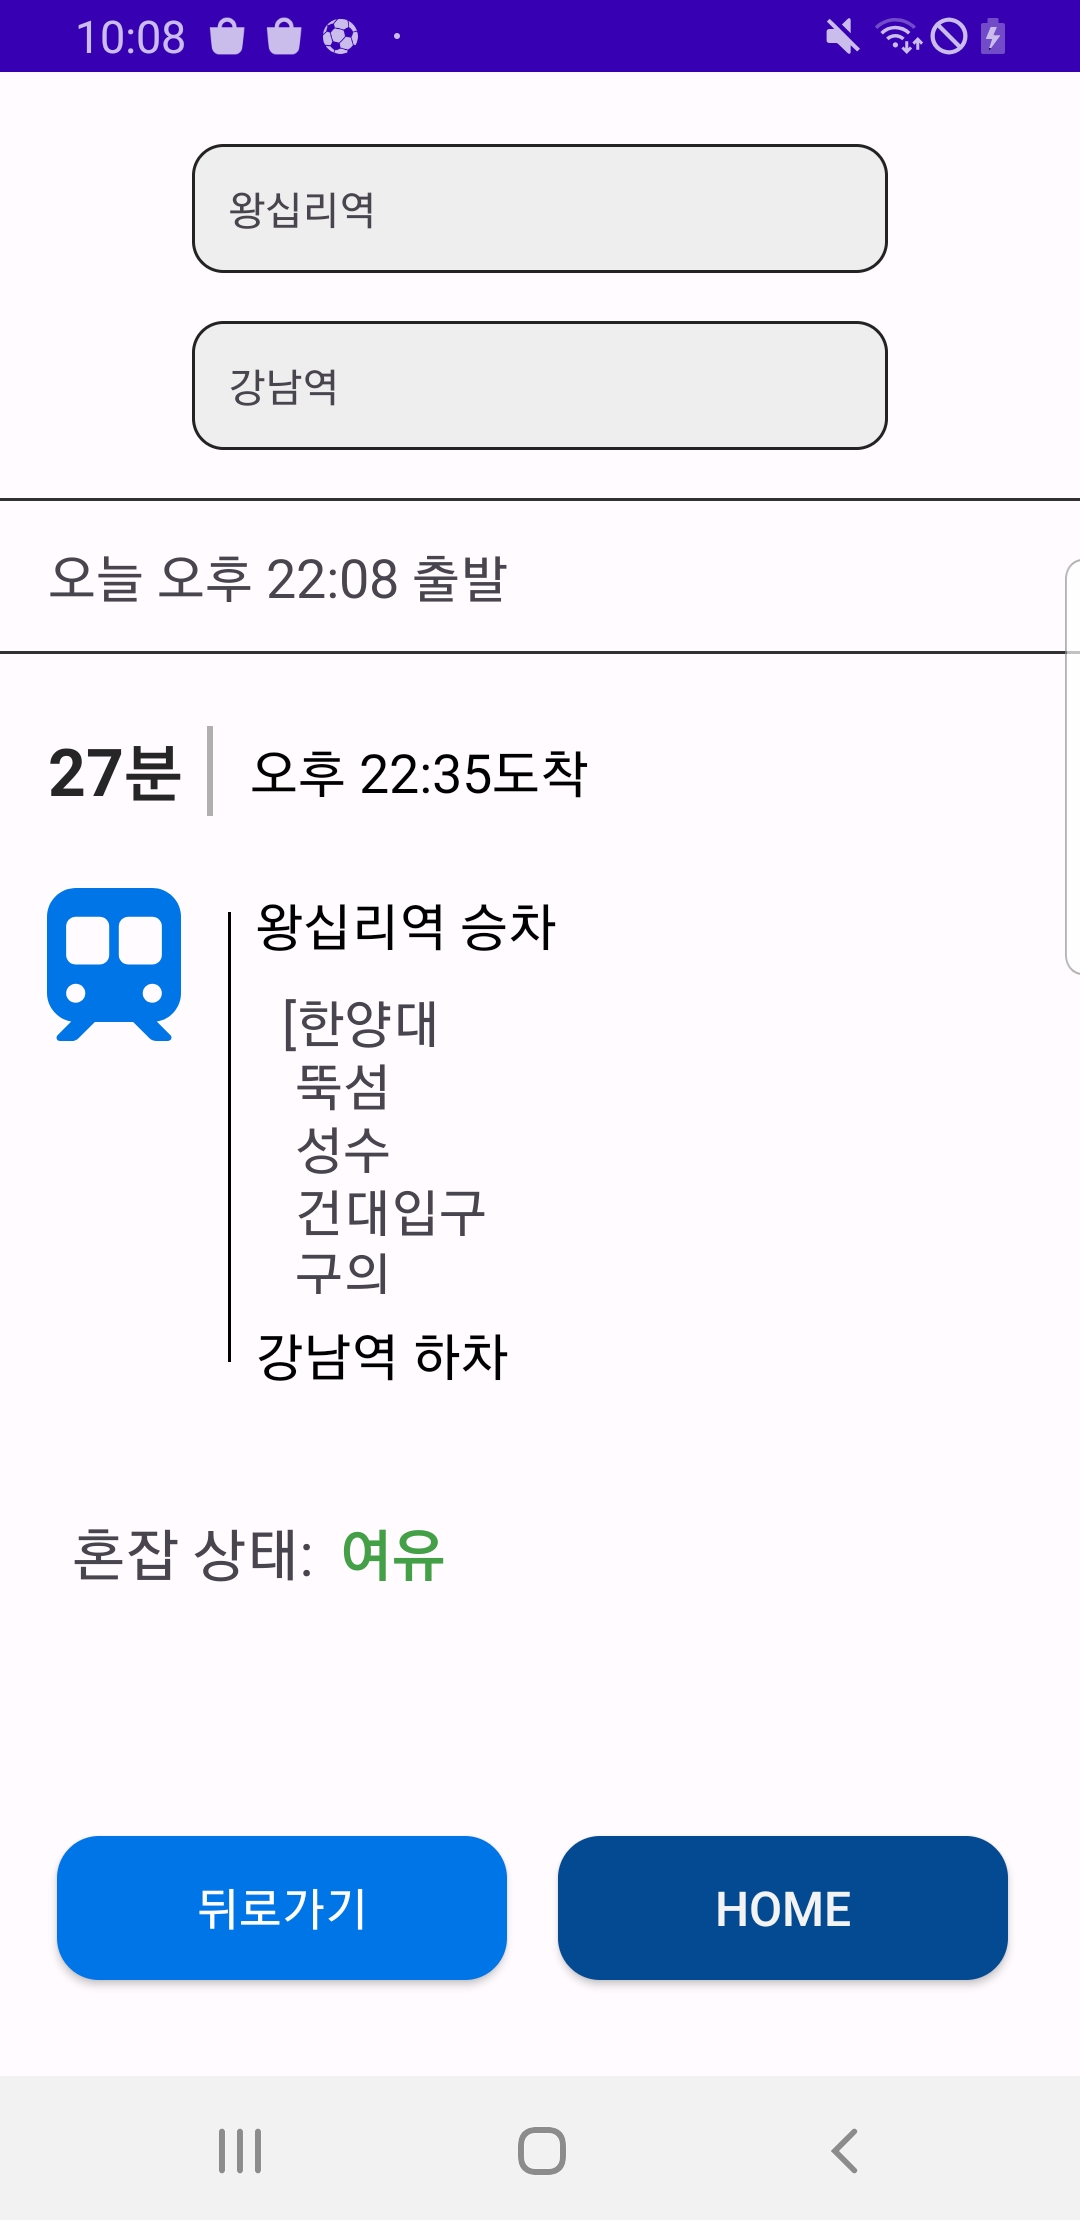 10:08
왕십리역
강남역
오늘 오후 22:08 출발
27분
오후 22:35도착
왕십리역 승차
[한양대
뚝섬
성수
건대입구
구의
강남역 하차
혼잡 상태: 여유
뒤로가기
HOME